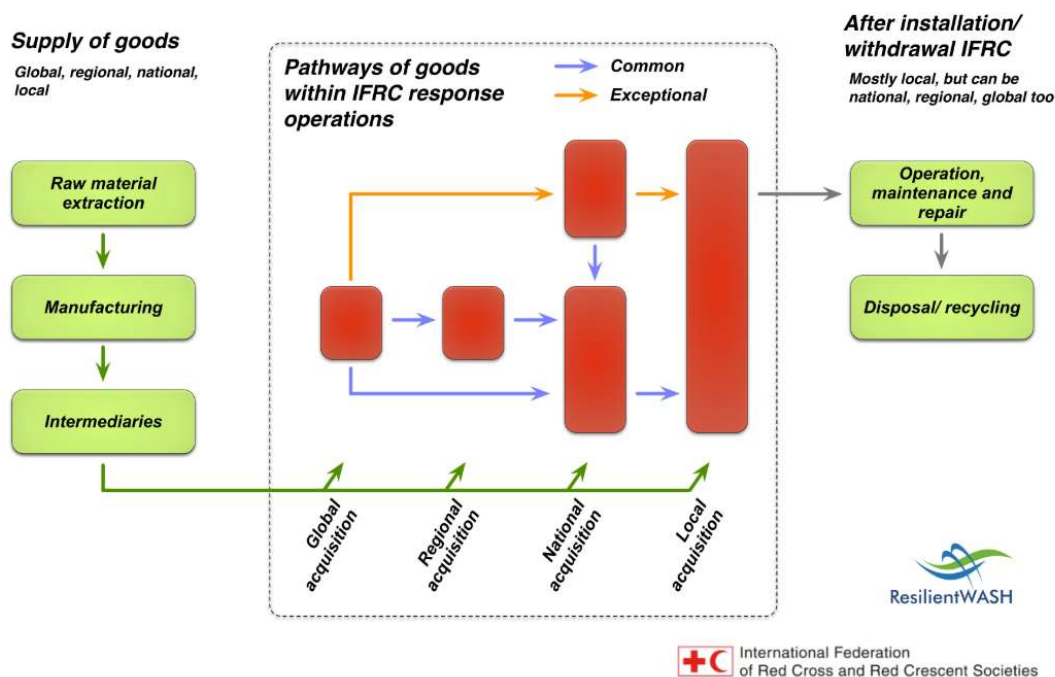 Supply of goods
Global, regional, national,
local
Raw material
extraction
Manufacturing
Intermediaries
Pathways of goods
within IFRC response
operations
Common
Exceptional
Global
acquisition
Regional
acquisition
National
acquisition
Local
acquisition
After installation/
withdrawal IFRC
Mostly local, but can be
national, regional, global too
Operation,
maintenance and
repair
Disposal/ recycling
ResilientWASH
International Federation
of Red Cross and Red Crescent Societies